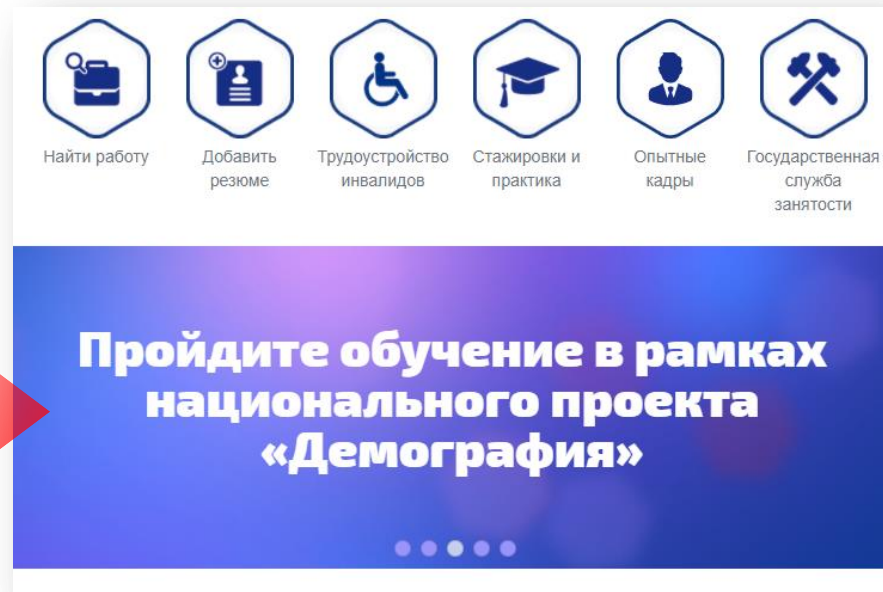 Найти работу
Добавить
резюме
Трудоустройство
инвалидов
Стажировки и
практика
Опытные
кадры
Государственная
служба
занятости
Пройдите обучение в рамках
национального проекта
«Демография»